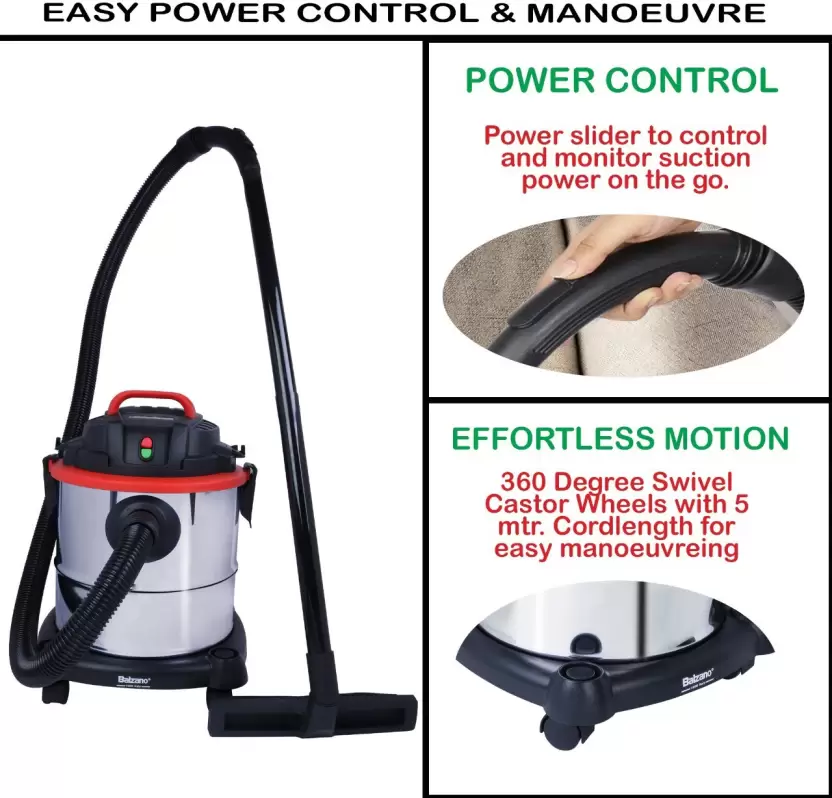 EASY POWER CONTROL & MANOEUVRE
POWER CONTROL
Power slider to control
and monitor suction
power on the go.
EFFORTLESS MOTION
360 Degree Swivel
Castor Wheels with 5
mtr. Cordlength for
easy manoeuvreing
Balzano®
Balzano®